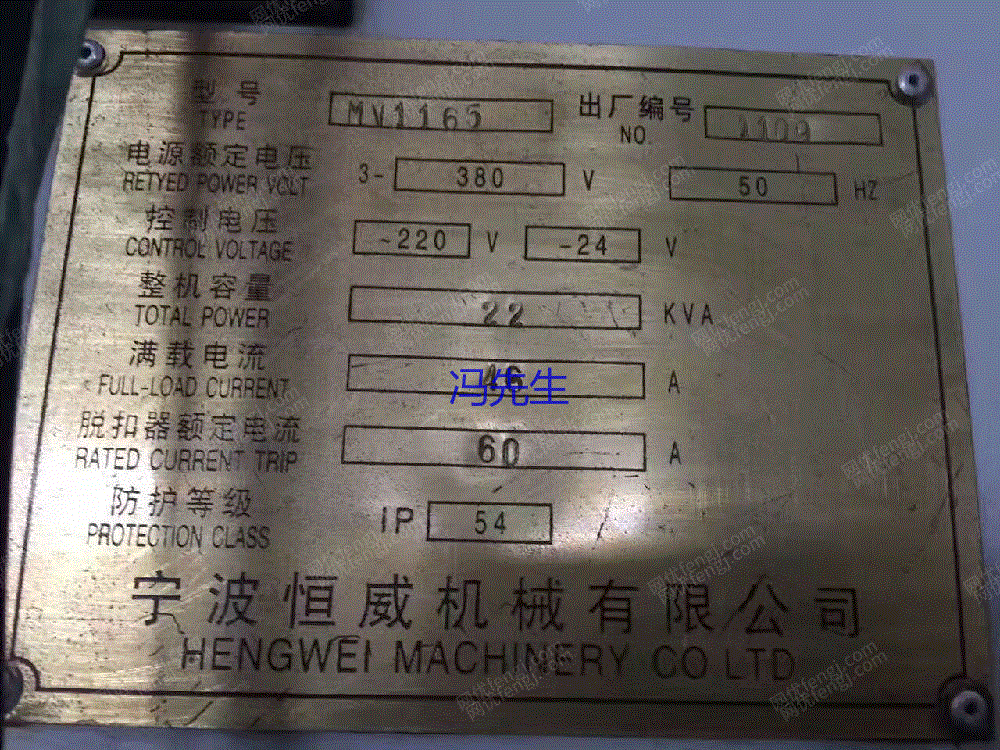 型号 MV1165 出厂编号 1109
TYPE NO.
电源额定电压 3- 380 V 50 HZ
RETYED POWER VOLT
控制电压 ~220 V -24 V
CONTROL VOLTAGE
整机容量 22 KVA
TOTAL POWER
满载电流 46 A
FULL-LOAD CURRENT
冯先生
脱扣器额定电流 60 A
RATED CURRENT TRIP
防护等级 IP 54
PROTECTION CLASS
宁波恒威机械有限公司
HENGWEI MACHINERY CO LTD